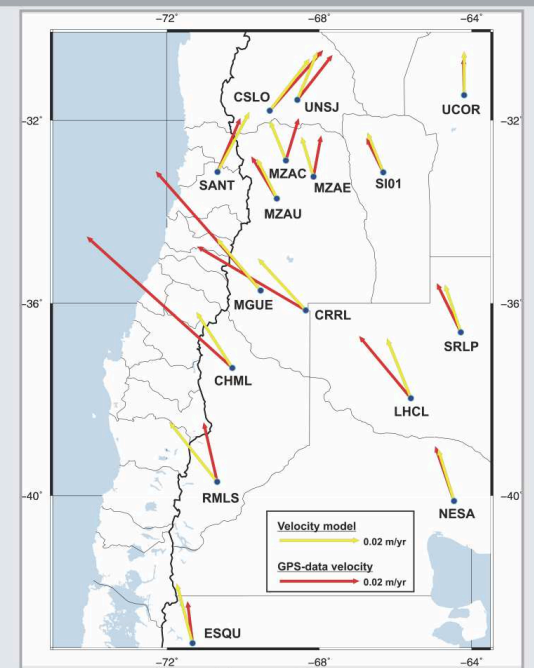 −72˚ −68˚ −64˚
CSLO
UNSJ
UCOR
−32˚ −32˚
MZAC
SANT
MZAE
SI01
MZAU
MGUE
−36˚ −36˚
CRRL
SRLP
CHML
LHCL
−40˚ −40˚
RMLS
NESA
Velocity model
0.02 m/yr
GPS-data velocity
0.02 m/yr
ESQU
−72˚ −68˚ −64˚